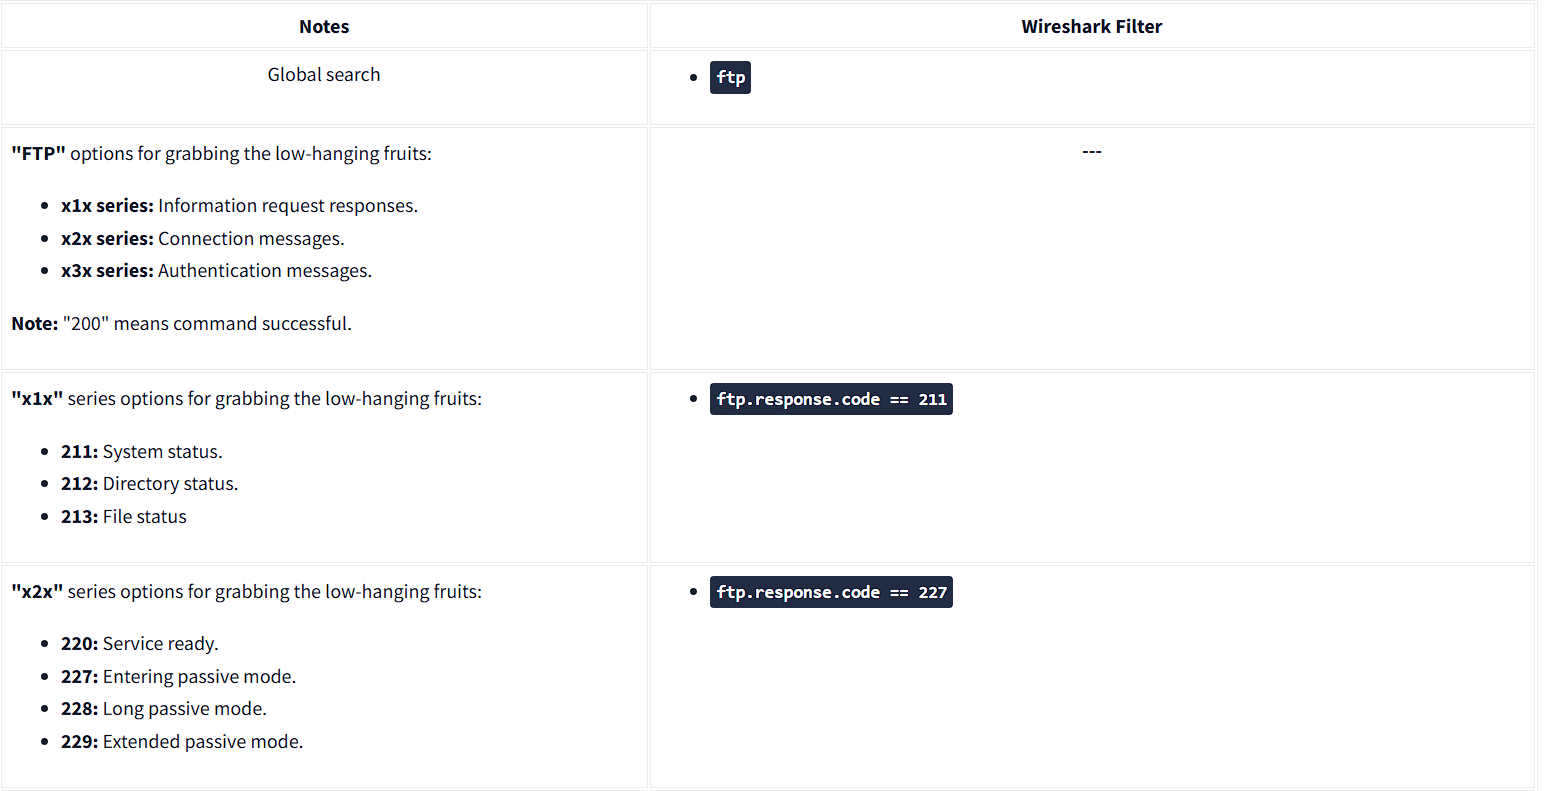 Notes
Wireshark Filter
Global search
• ftp
"FTP" options for grabbing the low-hanging fruits:
---
• x1x series: Information request responses.
• x2x series: Connection messages.
• x3x series: Authentication messages.
Note: "200" means command successful.
"x1x" series options for grabbing the low-hanging fruits:
• ftp.response.code == 211
• 211: System status.
• 212: Directory status.
• 213: File status
"x2x" series options for grabbing the low-hanging fruits:
• ftp.response.code == 227
• 220: Service ready.
• 227: Entering passive mode.
• 228: Long passive mode.
• 229: Extended passive mode.